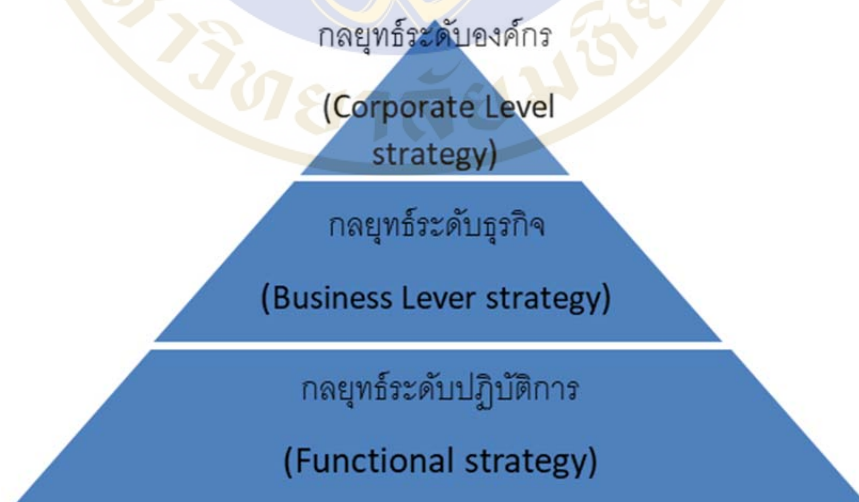 กลยุทธ์ระดับองค์กร
(Corporate Level
strategy)
กลยุทธ์ระดับธุรกิจ
(Business Lever strategy)
กลยุทธ์ระดับปฏิบัติการ
(Functional strategy)